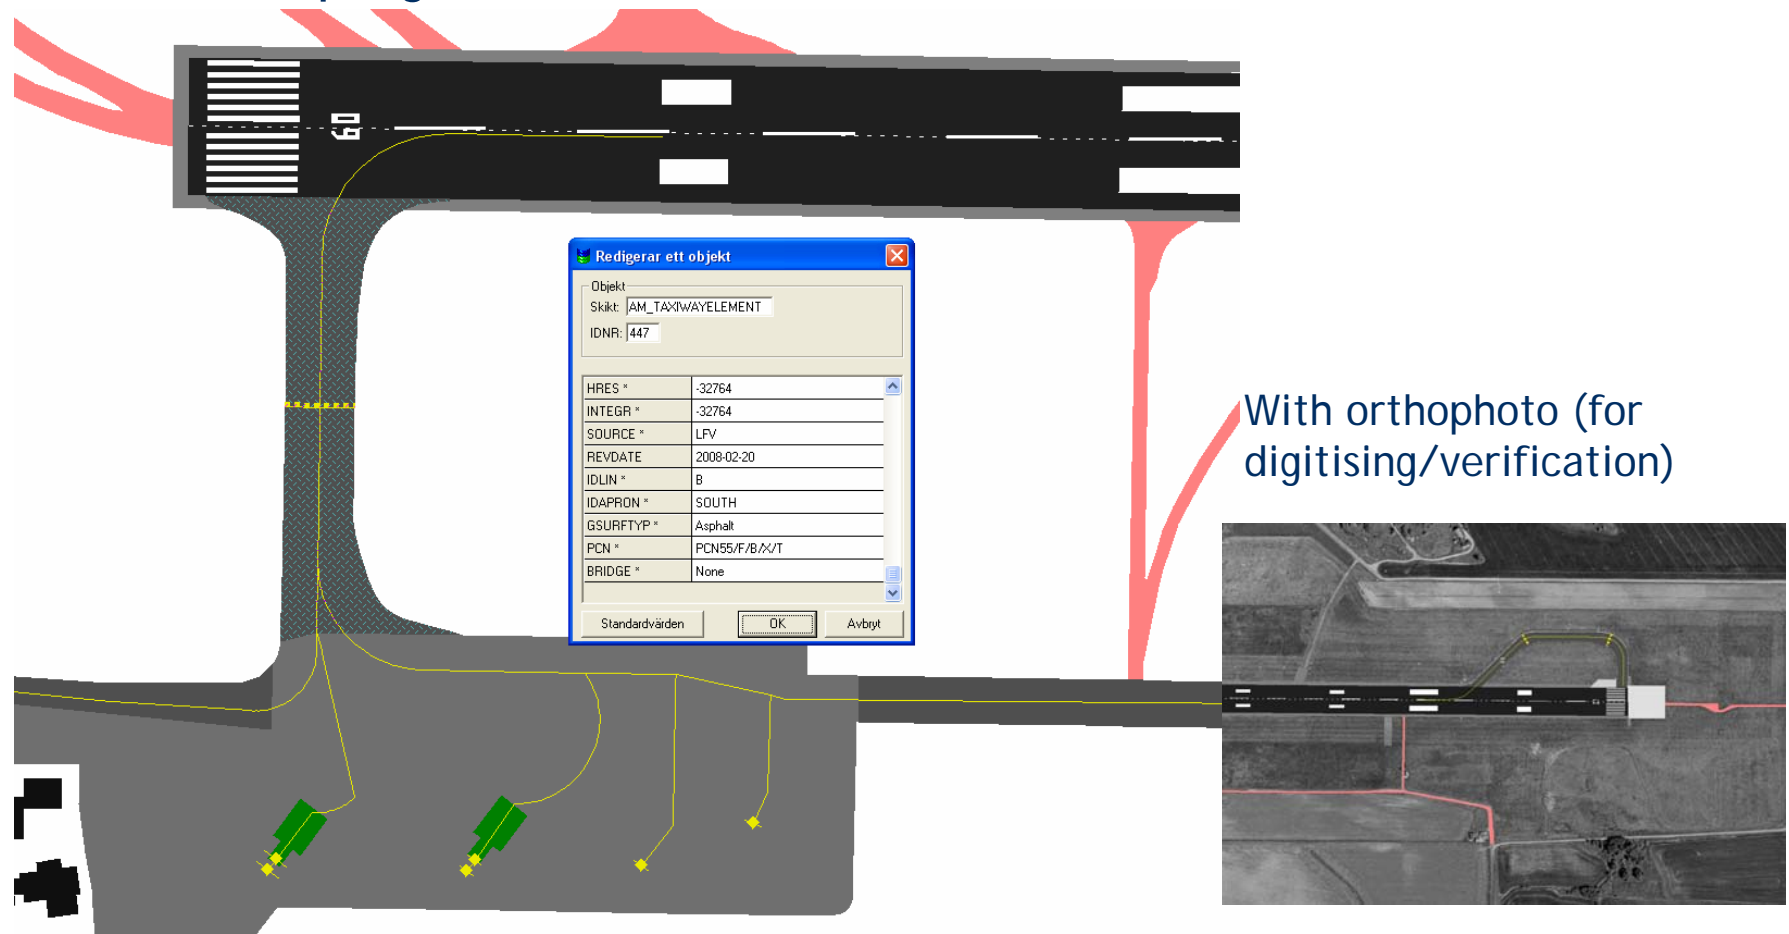 09
Redigerar ett objekt
Objekt
Skikt: AM_TAXIWAYELEMENT
IDNR: 447
HRES * -32764
INTEGR * -32764
SOURCE * LFV
REVDATE 2008-02-20
IDLIN * B
IDAPRON * SOUTH
GSURFTYP * Asphalt
PCN * PCN55/F/B/X/T
BRIDGE * None
Standardvärden OK Avbryt
With orthophoto (for
digitising/verification)